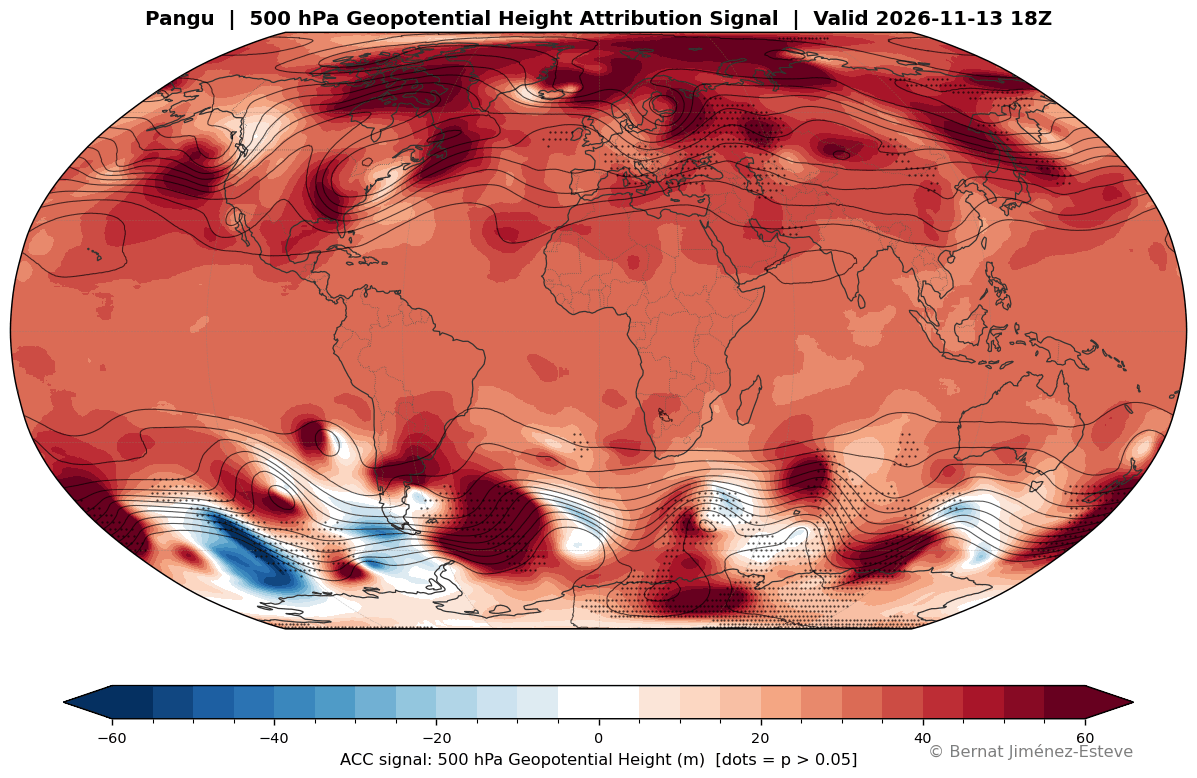 Pangu  |  500 hPa Geopotential Height Attribution Signal  |  Valid 2026-11-13 18Z
−60 −40 −20 0 20 40 60
ACC signal: 500 hPa Geopotential Height (m)  [dots = p > 0.05]
© Bernat Jiménez-Esteve